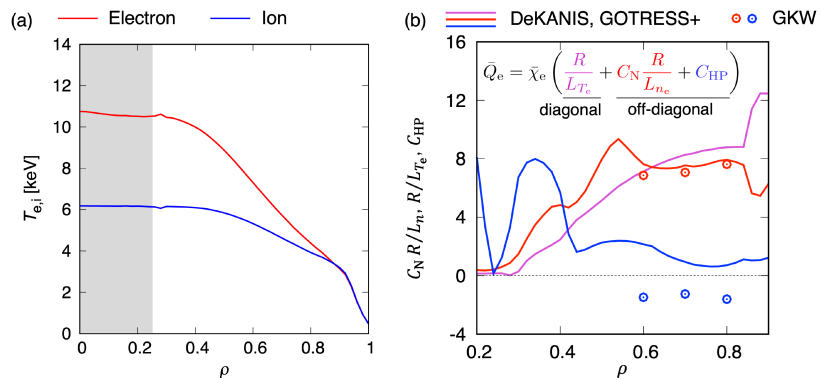 (a) Electron Ion
T_e,i [keV]
14
12
10
8
6
4
2
0
0 0.2 0.4 0.6 0.8 1
ρ
(b) DeKANIS, GOTRESS+ GKW
Q̄_e = χ̄_e ( R/L_{T_e} + C_N R/L_{n_e} + C_HP )
diagonal off-diagonal
C_N R/L_n, R/L_{T_e}, C_HP
16
12
8
4
0
-4
0.2 0.4 0.6 0.8
ρ